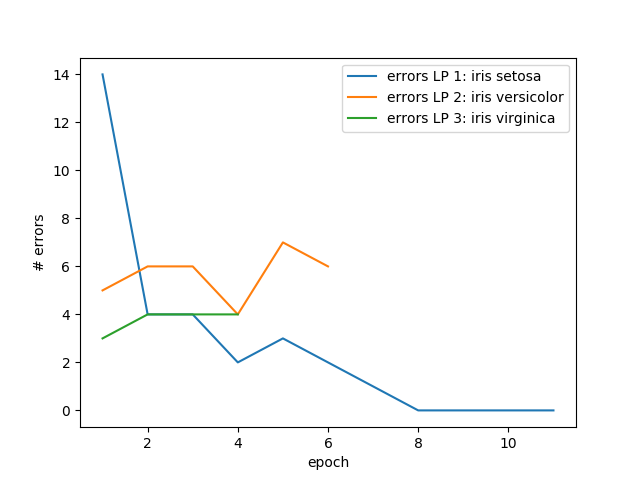 errors LP 1: iris setosa
errors LP 2: iris versicolor
errors LP 3: iris virginica
14
12
10
8
6
4
2
0
# errors
2 4 6 8 10
epoch